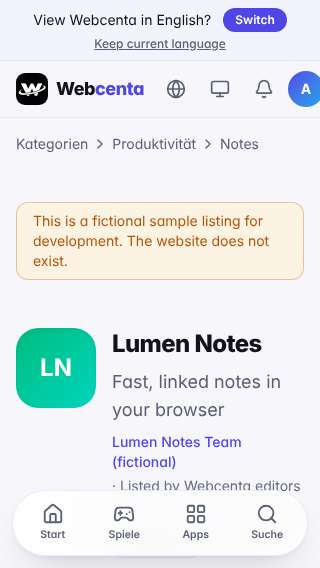 View Webcenta in English? Switch
Keep current language
Webcenta A
Kategorien > Produktivität > Notes
This is a fictional sample listing for
development. The website does not
exist.
LN
Lumen Notes
Fast, linked notes in
your browser
Lumen Notes Team
(fictional)
· Listed by Webcenta editors
Start Spiele Apps Suche